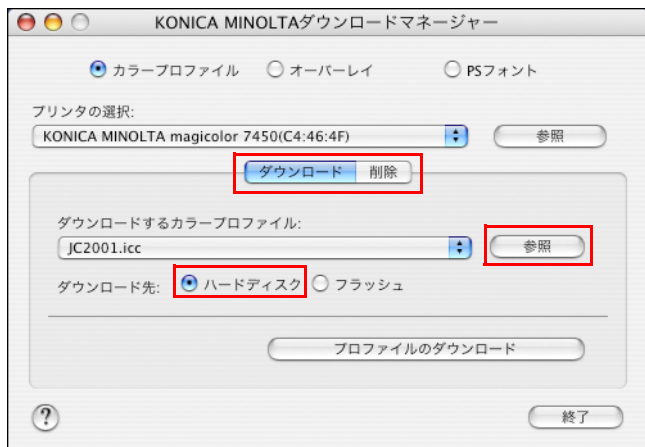 KONICA MINOLTAダウンロードマネージャー
カラープロファイル オーバーレイ PSフォント
プリンタの選択:
KONICA MINOLTA magicolor 7450(C4:46:4F) 参照
ダウンロード 削除
ダウンロードするカラープロファイル:
JC2001.icc 参照
ダウンロード先: ハードディスク フラッシュ
プロファイルのダウンロード
? 終了